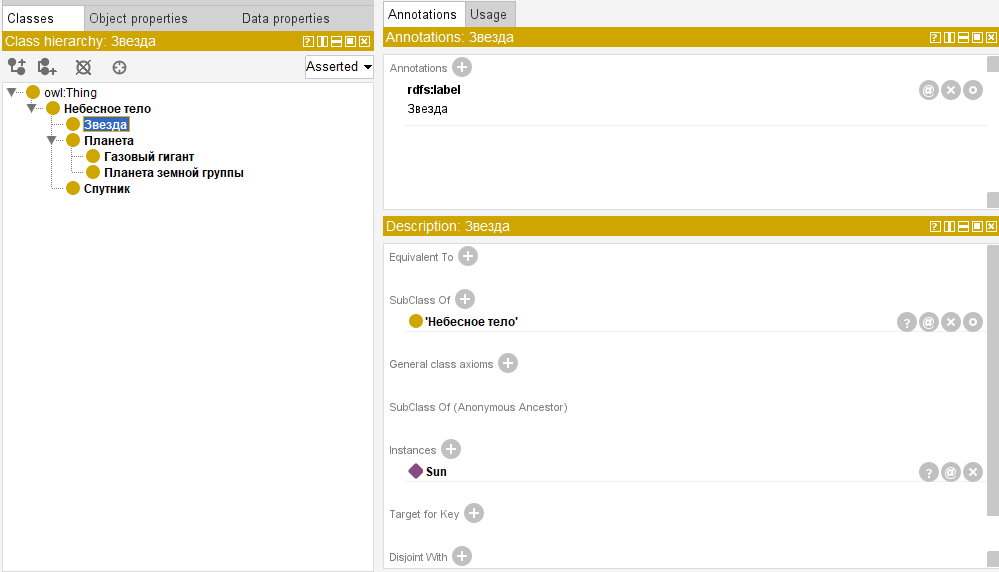 Classes Object properties Data properties
Class hierarchy: Звезда
Asserted
owl:Thing
Небесное тело
Звезда
Планета
Газовый гигант
Планета земной группы
Спутник
Annotations Usage
Annotations: Звезда
Annotations
rdfs:label
Звезда
Description: Звезда
Equivalent To
SubClass Of
'Небесное тело'
General class axioms
SubClass Of (Anonymous Ancestor)
Instances
Sun
Target for Key
Disjoint With